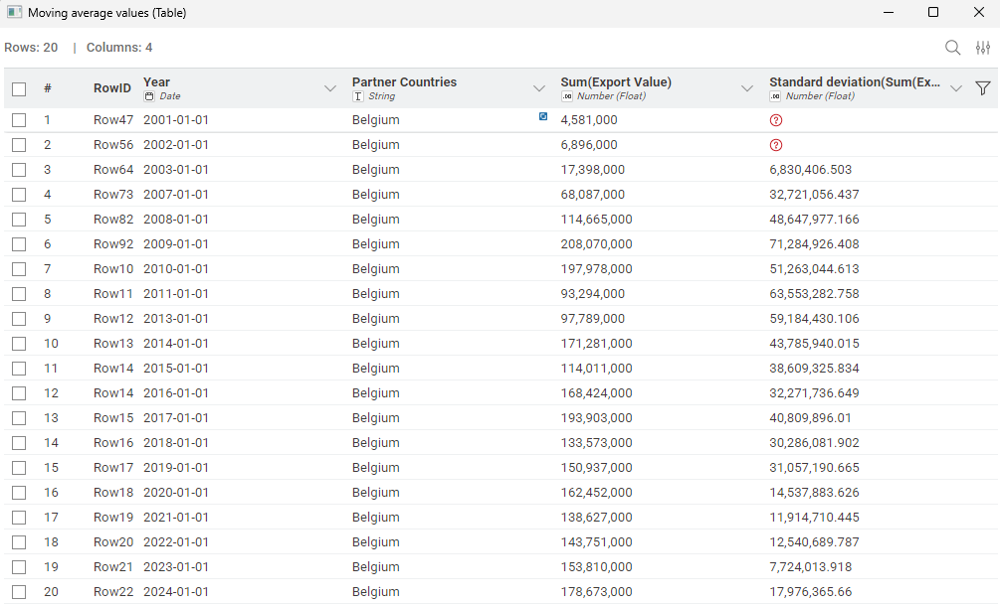 Moving average values (Table)
Rows: 20 | Columns: 4
# RowID Year Partner Countries Sum(Export Value) Standard deviation(Sum(Ex...
Date T String .00 Number (Float) .00 Number (Float)
1 Row47 2001-01-01 Belgium 4,581,000 ?
2 Row56 2002-01-01 Belgium 6,896,000 ?
3 Row64 2003-01-01 Belgium 17,398,000 6,830,406.503
4 Row73 2007-01-01 Belgium 68,087,000 32,721,056.437
5 Row82 2008-01-01 Belgium 114,665,000 48,647,977.166
6 Row92 2009-01-01 Belgium 208,070,000 71,284,926.408
7 Row10 2010-01-01 Belgium 197,978,000 51,263,044.613
8 Row11 2011-01-01 Belgium 93,294,000 63,553,282.758
9 Row12 2013-01-01 Belgium 97,789,000 59,184,430.106
10 Row13 2014-01-01 Belgium 171,281,000 43,785,940.015
11 Row14 2015-01-01 Belgium 114,011,000 38,609,325.834
12 Row14 2016-01-01 Belgium 168,424,000 32,271,736.649
13 Row15 2017-01-01 Belgium 193,903,000 40,809,896.01
14 Row16 2018-01-01 Belgium 133,573,000 30,286,081.902
15 Row17 2019-01-01 Belgium 150,937,000 31,057,190.665
16 Row18 2020-01-01 Belgium 162,452,000 14,537,883.626
17 Row19 2021-01-01 Belgium 138,627,000 11,914,710.445
18 Row20 2022-01-01 Belgium 143,751,000 12,540,689.787
19 Row21 2023-01-01 Belgium 153,810,000 7,724,013.918
20 Row22 2024-01-01 Belgium 178,673,000 17,976,365.66